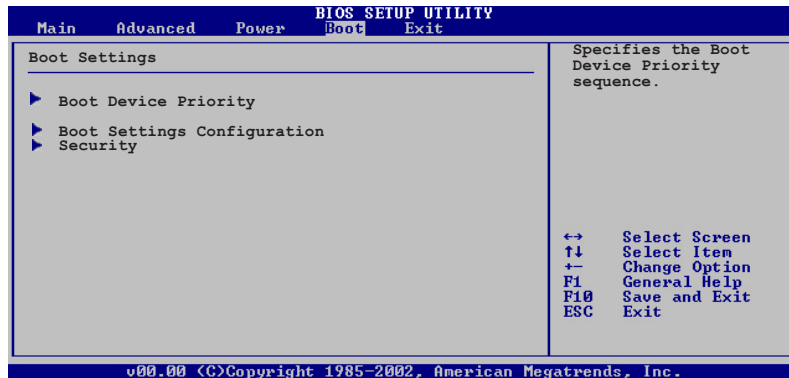 BIOS SETUP UTILITY
Main Advanced Power Boot Exit
Boot Settings
Boot Device Priority
Boot Settings Configuration
Security
Specifies the Boot
Device Priority
sequence.
←→ Select Screen
↑↓ Select Item
+- Change Option
F1 General Help
F10 Save and Exit
ESC Exit
v00.00 (C)Copyright 1985-2002, American Megatrends, Inc.